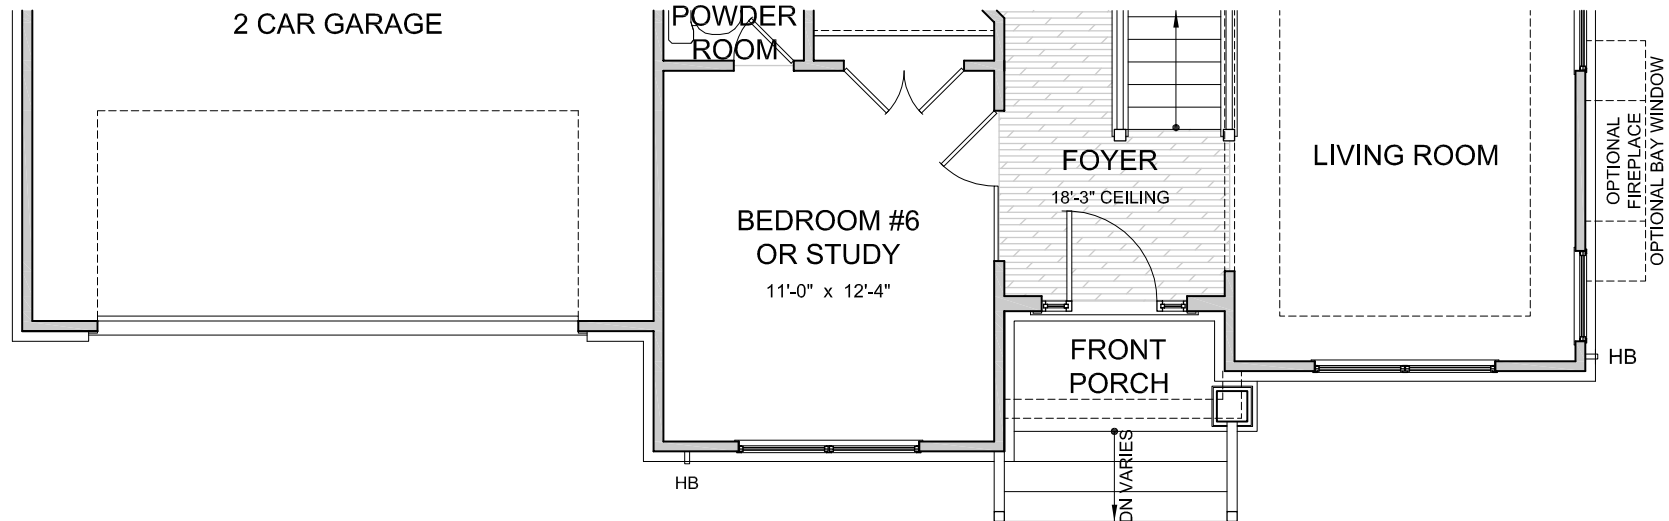 2 CAR GARAGE
POWDER
ROOM
FOYER
18'-3" CEILING
LIVING ROOM
OPTIONAL
FIREPLACE
OPTIONAL BAY WINDOW
BEDROOM #6
OR STUDY
11'-0" x 12'-4"
FRONT
PORCH
HB
DN VARIES
HB